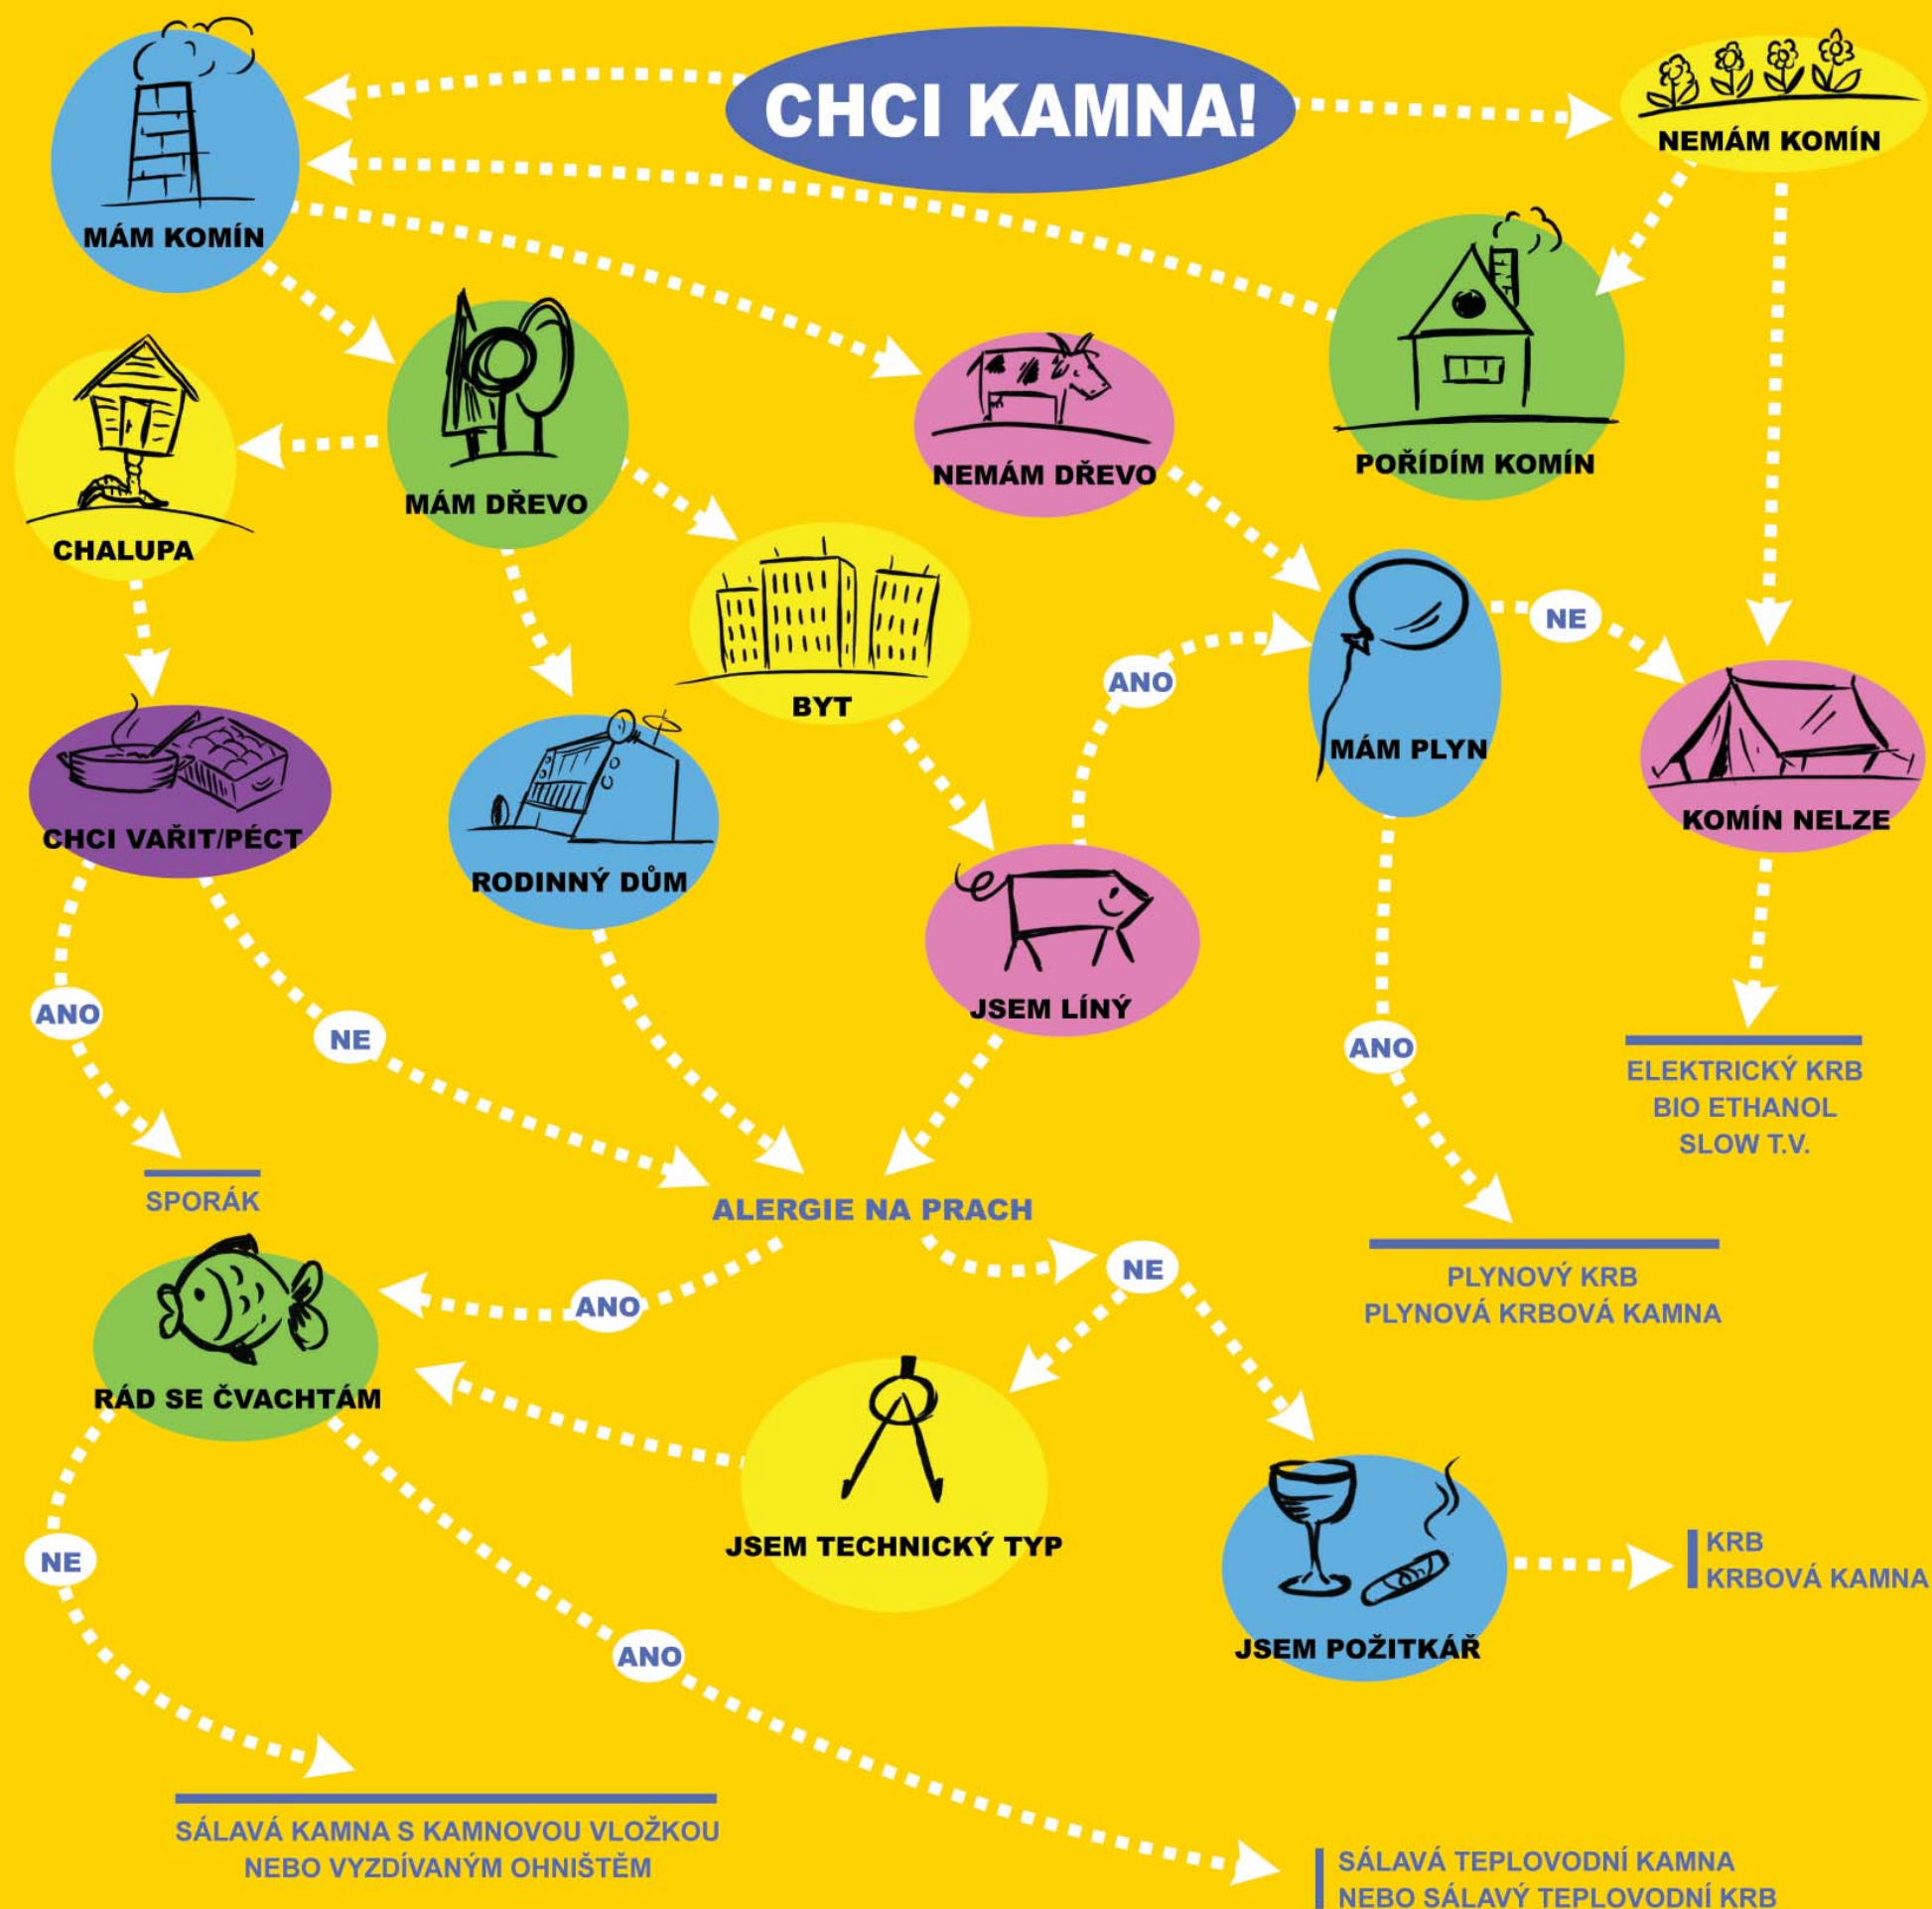 CHCI KAMNA!
NEMÁM KOMÍN
MÁM KOMÍN
POŘÍDÍM KOMÍN
NEMÁM DŘEVO
MÁM DŘEVO
CHALUPA
BYT
NE
ANO
MÁM PLYN
KOMÍN NELZE
CHCI VAŘIT/PÉCT
RODINNÝ DŮM
JSEM LÍNÝ
ANO
NE
ANO
ELEKTRICKÝ KRB
BIO ETHANOL
SLOW T.V.
SPORÁK
ALERGIE NA PRACH
NE
ANO
PLYNOVÝ KRB
PLYNOVÁ KRBOVÁ KAMNA
RÁD SE ČVACHTÁM
JSEM TECHNICKÝ TYP
NE
KRB
KRBOVÁ KAMNA
JSEM POŽITKÁŘ
ANO
SÁLAVÁ KAMNA S KAMNOVOU VLOŽKOU
NEBO VYZDÍVANÝM OHNIŠTĚM
SÁLAVÁ TEPLOVODNÍ KAMNA
NEBO SÁLAVÝ TEPLOVODNÍ KRB